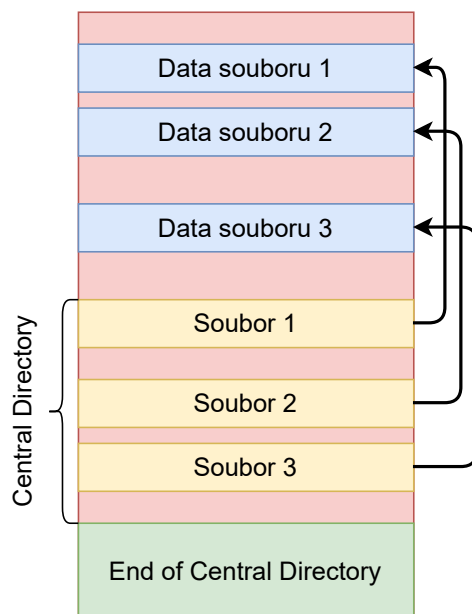 Data souboru 1
Data souboru 2
Data souboru 3
Soubor 1
Soubor 2
Soubor 3
Central Directory
End of Central Directory